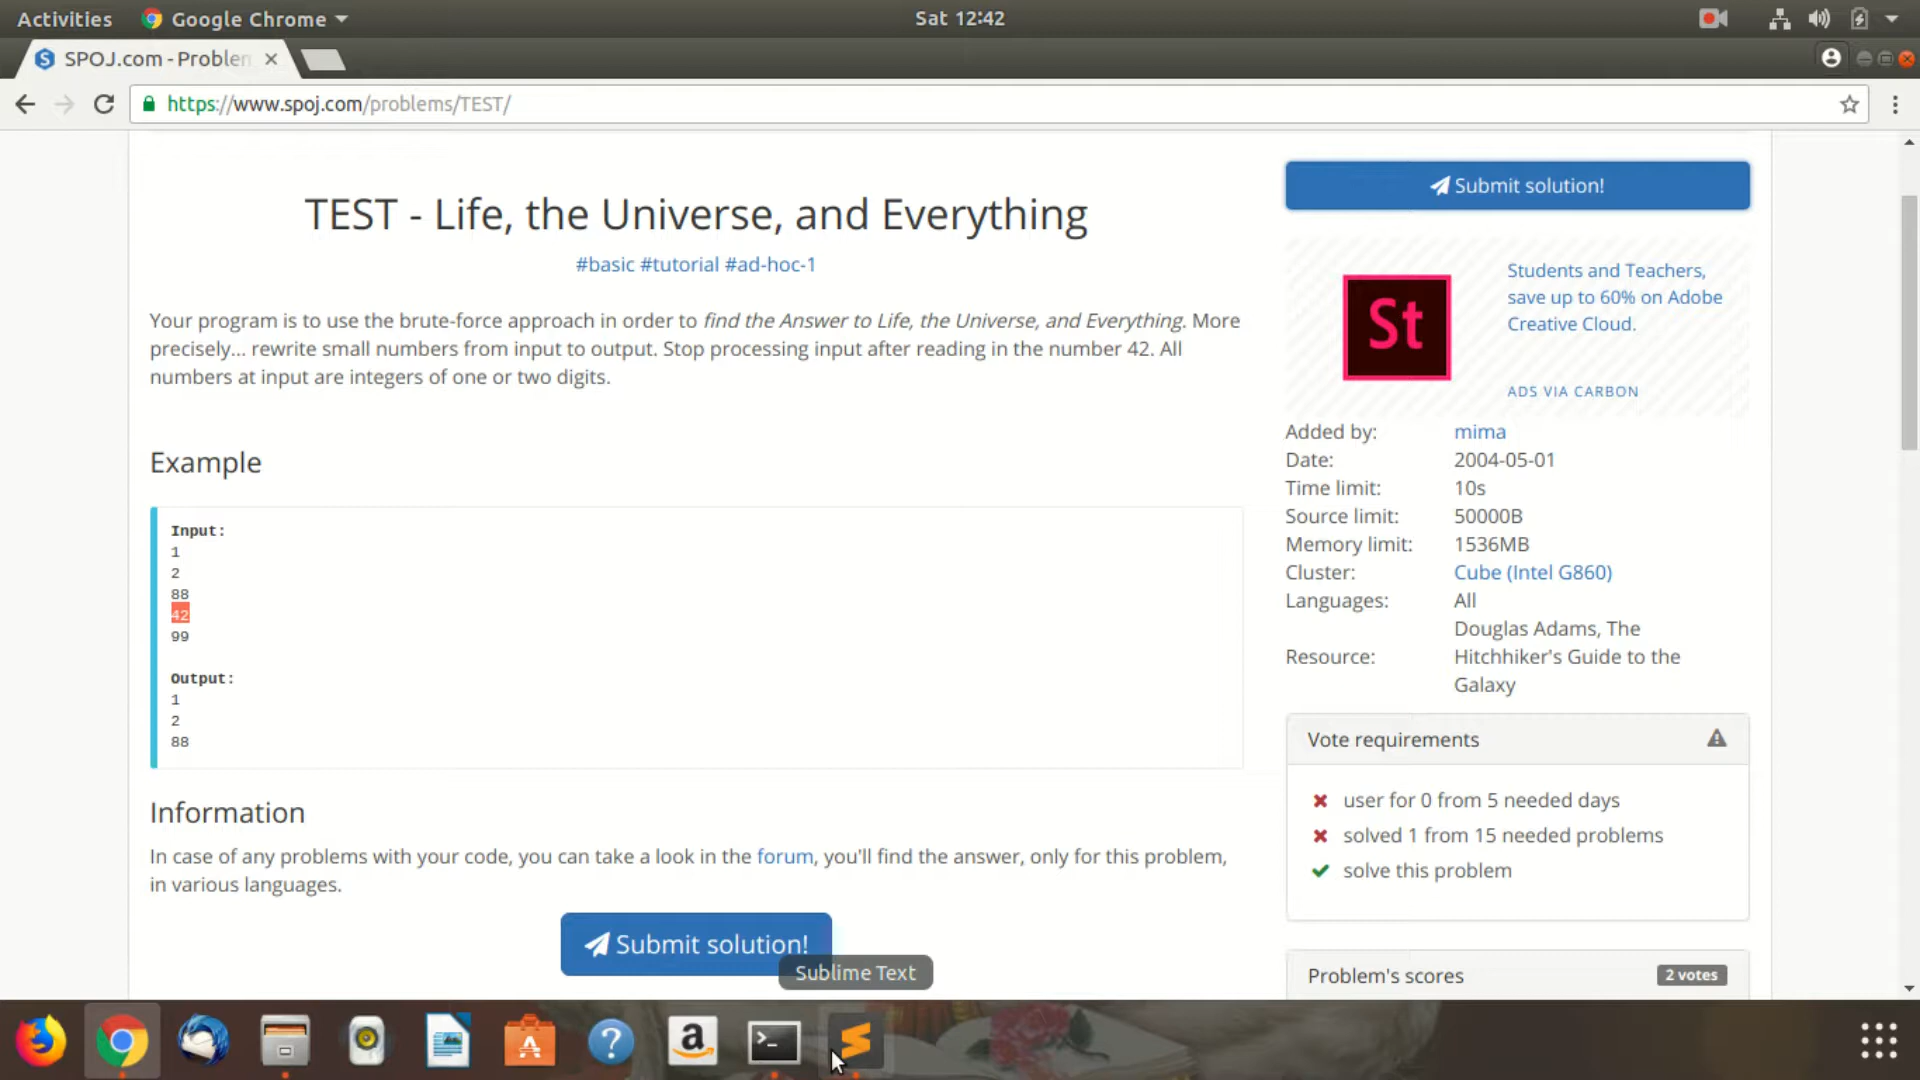 Activities
Google Chrome
Sat 12:42
SPOJ.com - Problem
https://www.spoj.com/problems/TEST/
TEST - Life, the Universe, and Everything
#basic #tutorial #ad-hoc-1
Your program is to use the brute-force approach in order to find the Answer to Life, the Universe, and Everything. More
precisely... rewrite small numbers from input to output. Stop processing input after reading in the number 42. All
numbers at input are integers of one or two digits.
Example
Input:
1
2
88
42
99
Output:
1
2
88
Information
In case of any problems with your code, you can take a look in the forum, you'll find the answer, only for this problem,
in various languages.
Submit solution!
Sublime Text
Submit solution!
St
Students and Teachers,
save up to 60% on Adobe
Creative Cloud.
ADS VIA CARBON
Added by: mima
Date: 2004-05-01
Time limit: 10s
Source limit: 50000B
Memory limit: 1536MB
Cluster: Cube (Intel G860)
Languages: All
Resource: Douglas Adams, The
Hitchhiker's Guide to the
Galaxy
Vote requirements
user for 0 from 5 needed days
solved 1 from 15 needed problems
solve this problem
Problem's scores
2 votes